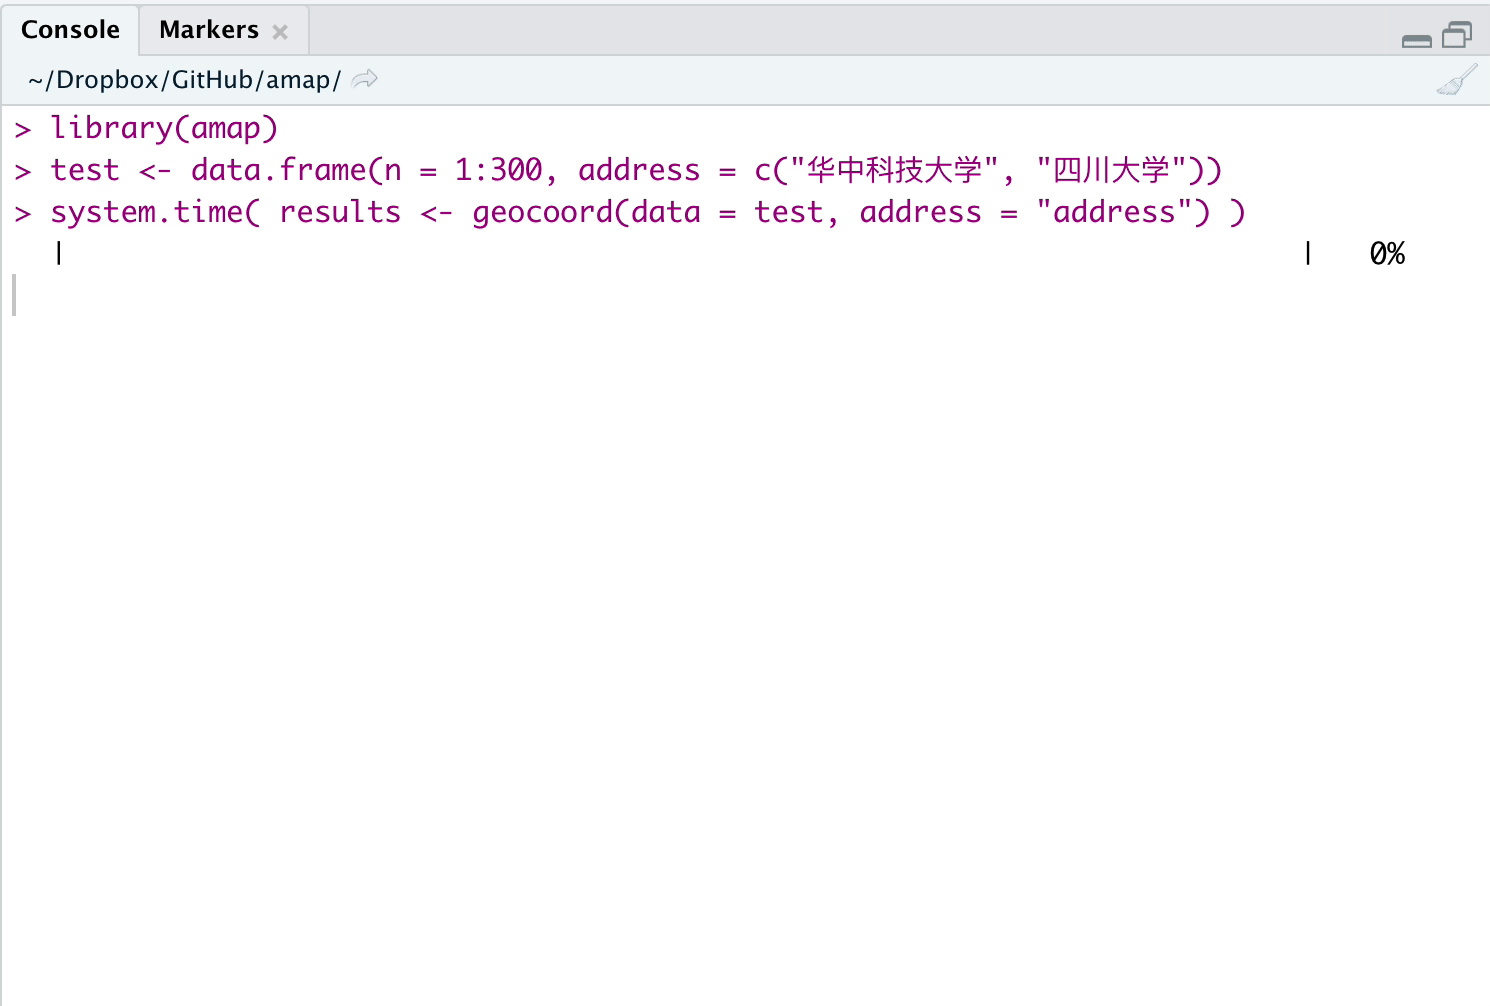 Console Markers
~/Dropbox/GitHub/amap/
> library(amap)
> test <- data.frame(n = 1:300, address = c("华中科技大学", "四川大学"))
> system.time( results <- geocoord(data = test, address = "address") )
| | 0%